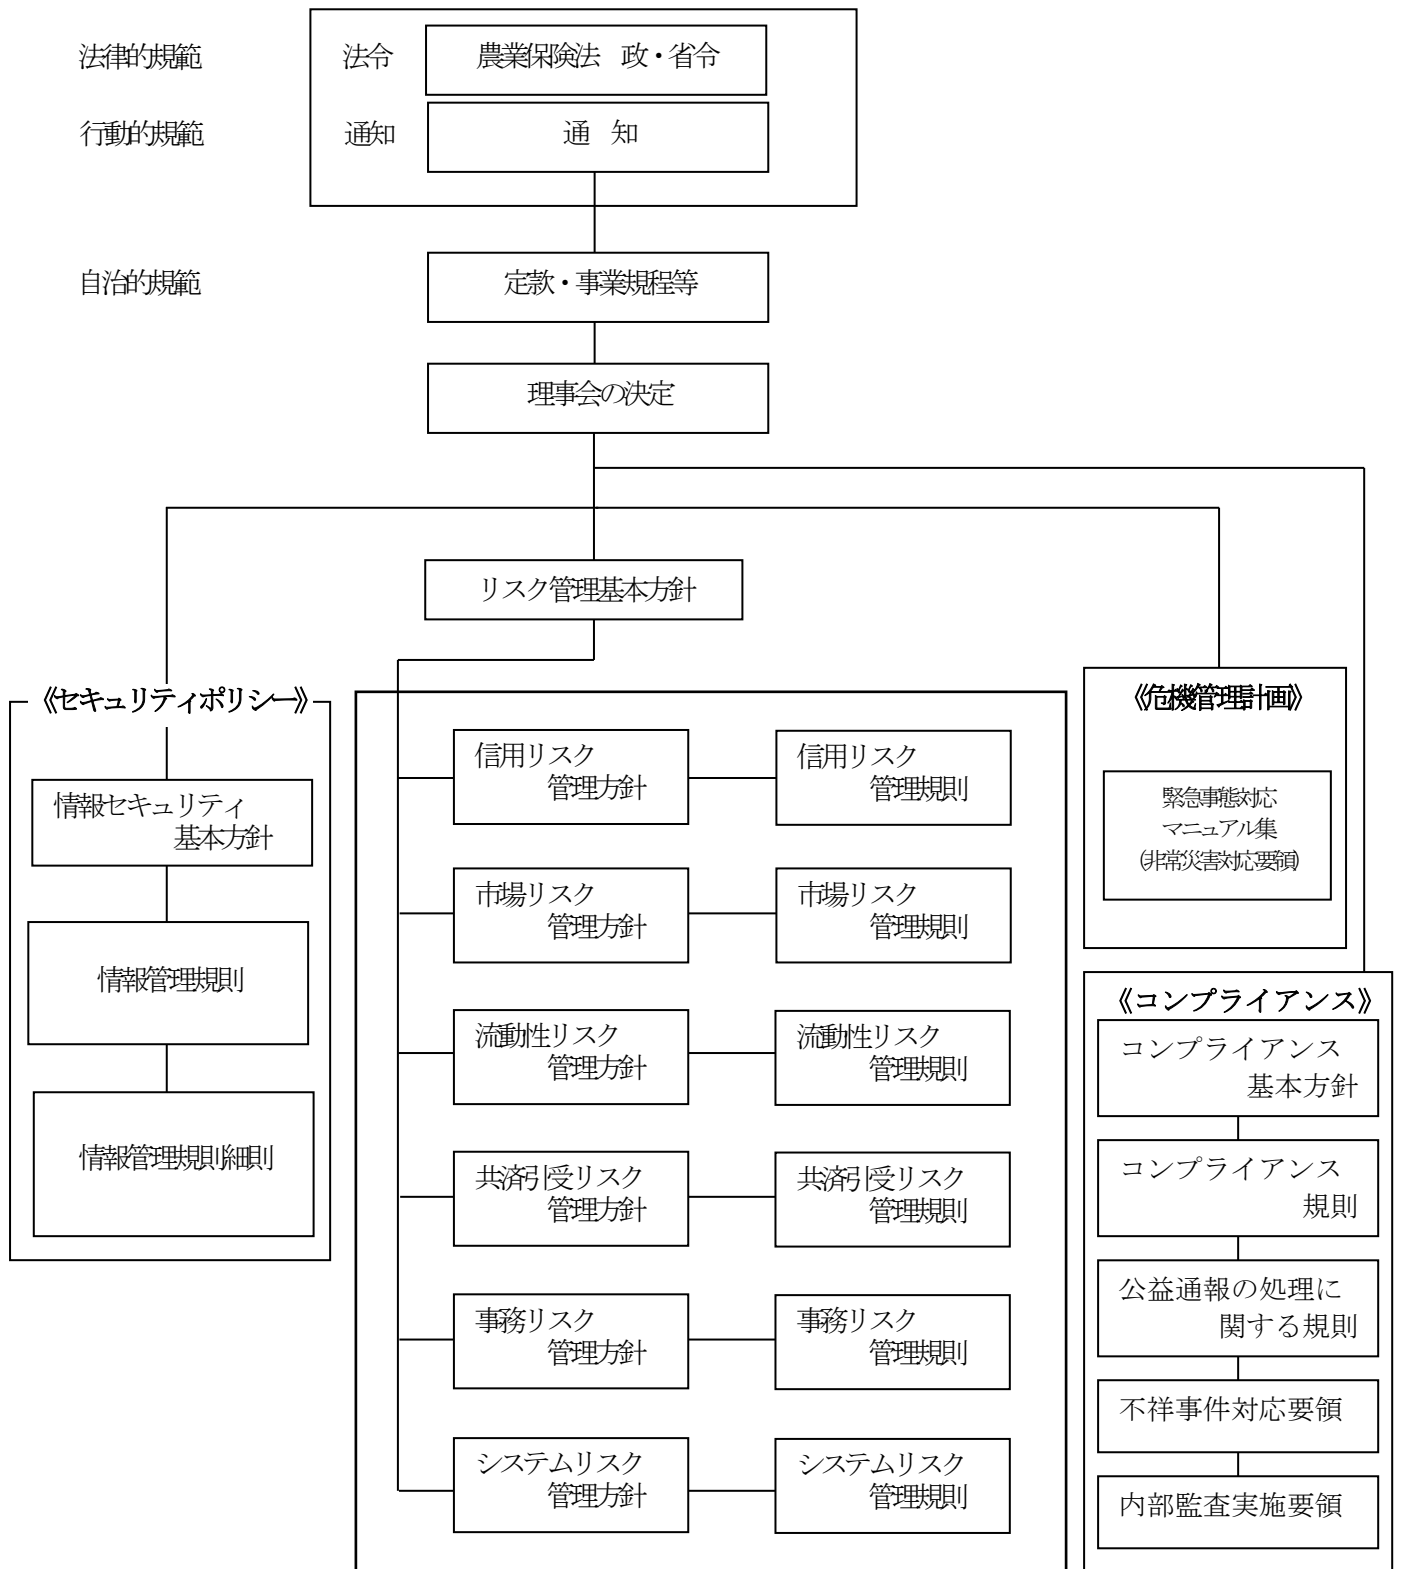 法律的規範
法令
農業保険法　政・省令
行動的規範
通知
通　知
自治的規範
定款・事業規程等
理事会の決定
リスク管理基本方針
《セキュリティポリシー》
情報セキュリティ
基本方針
情報管理規則
情報管理規則細則
信用リスク
管理方針
信用リスク
管理規則
市場リスク
管理方針
市場リスク
管理規則
流動性リスク
管理方針
流動性リスク
管理規則
共済引受リスク
管理方針
共済引受リスク
管理規則
事務リスク
管理方針
事務リスク
管理規則
システムリスク
管理方針
システムリスク
管理規則
《危機管理計画》
緊急事態対応
マニュアル集
(非常災害対応要領)
《コンプライアンス》
コンプライアンス
基本方針
コンプライアンス
規則
公益通報の処理に
関する規則
不祥事件対応要領
内部監査実施要領